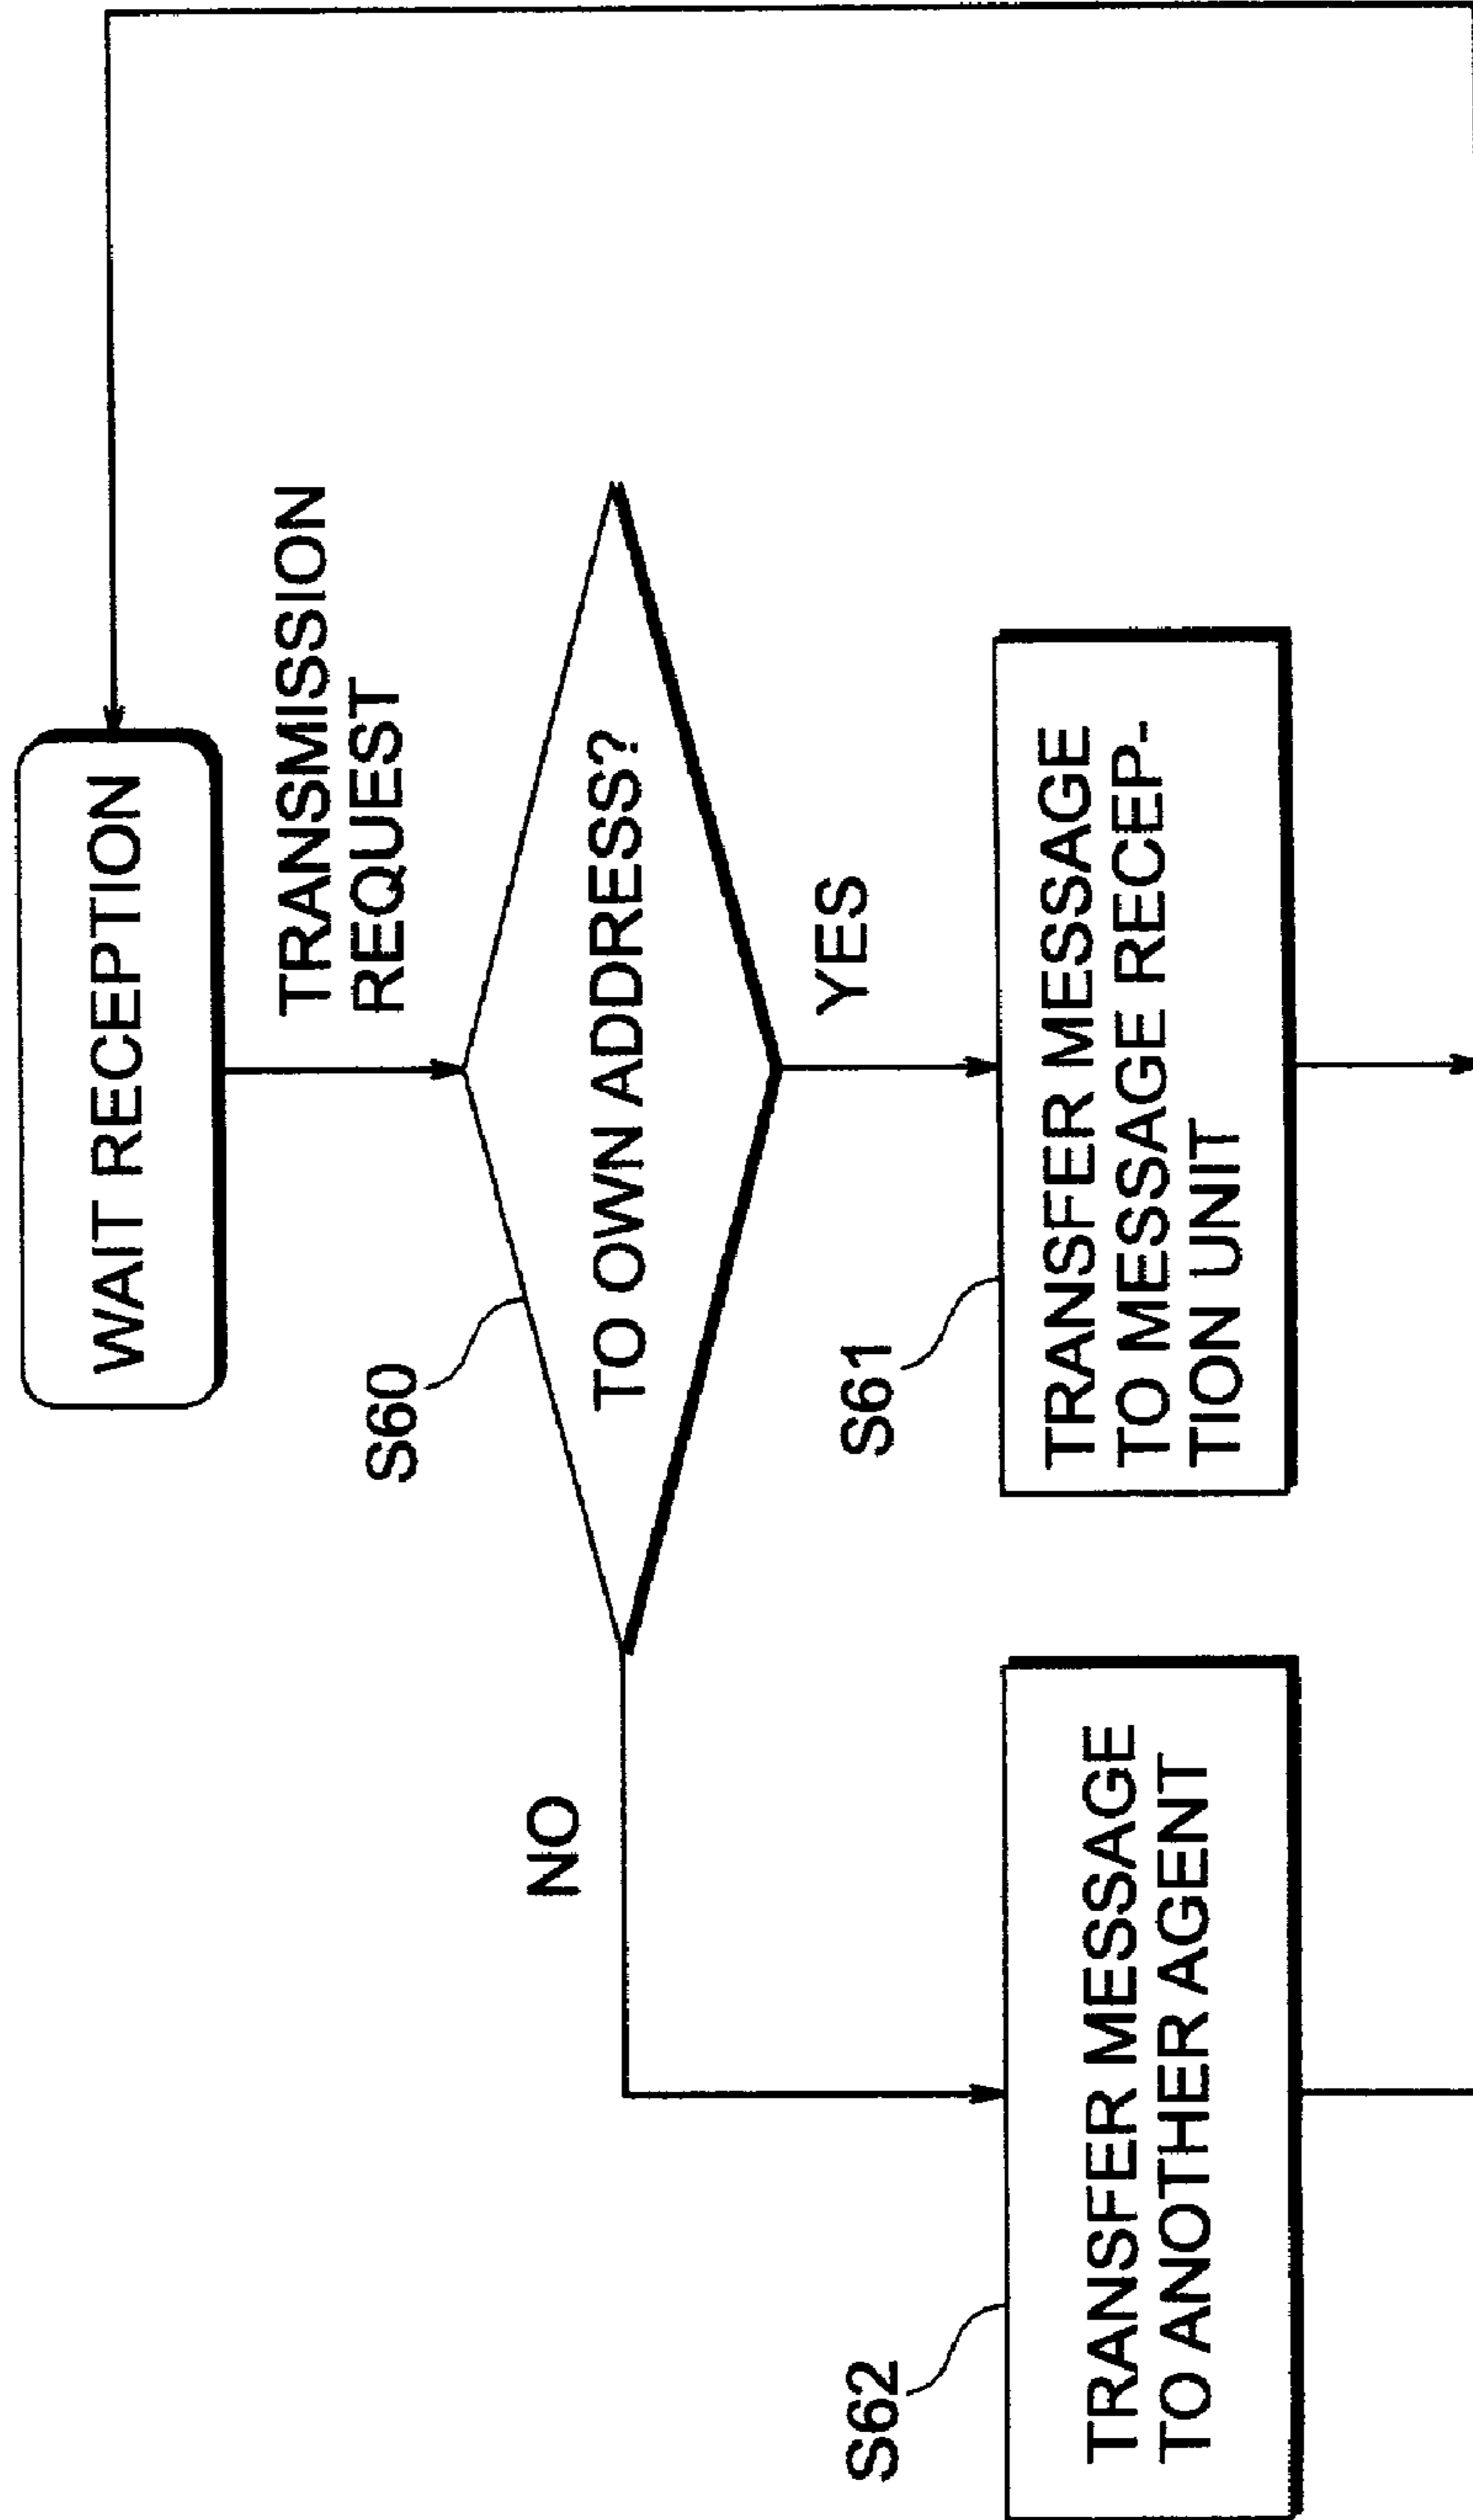 WAIT RECEPTION
TRANSMISSION
REQUEST
S60
TO OWN ADDRESS?
NO
YES
S61
TRANSFER MESSAGE
TO MESSAGE RECEP-
TION UNIT
S62
TRANSFER MESSAGE
TO ANOTHER AGENT